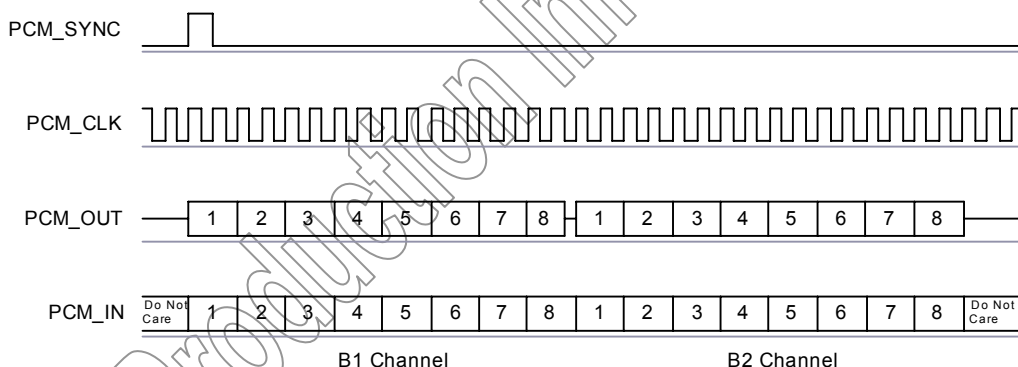 PCM_SYNC
PCM_CLK
PCM_OUT 1 2 3 4 5 6 7 8 1 2 3 4 5 6 7 8
Do Not Care
PCM_IN 1 2 3 4 5 6 7 8 1 2 3 4 5 6 7 8
Do Not Care
B1 Channel B2 Channel
Production In